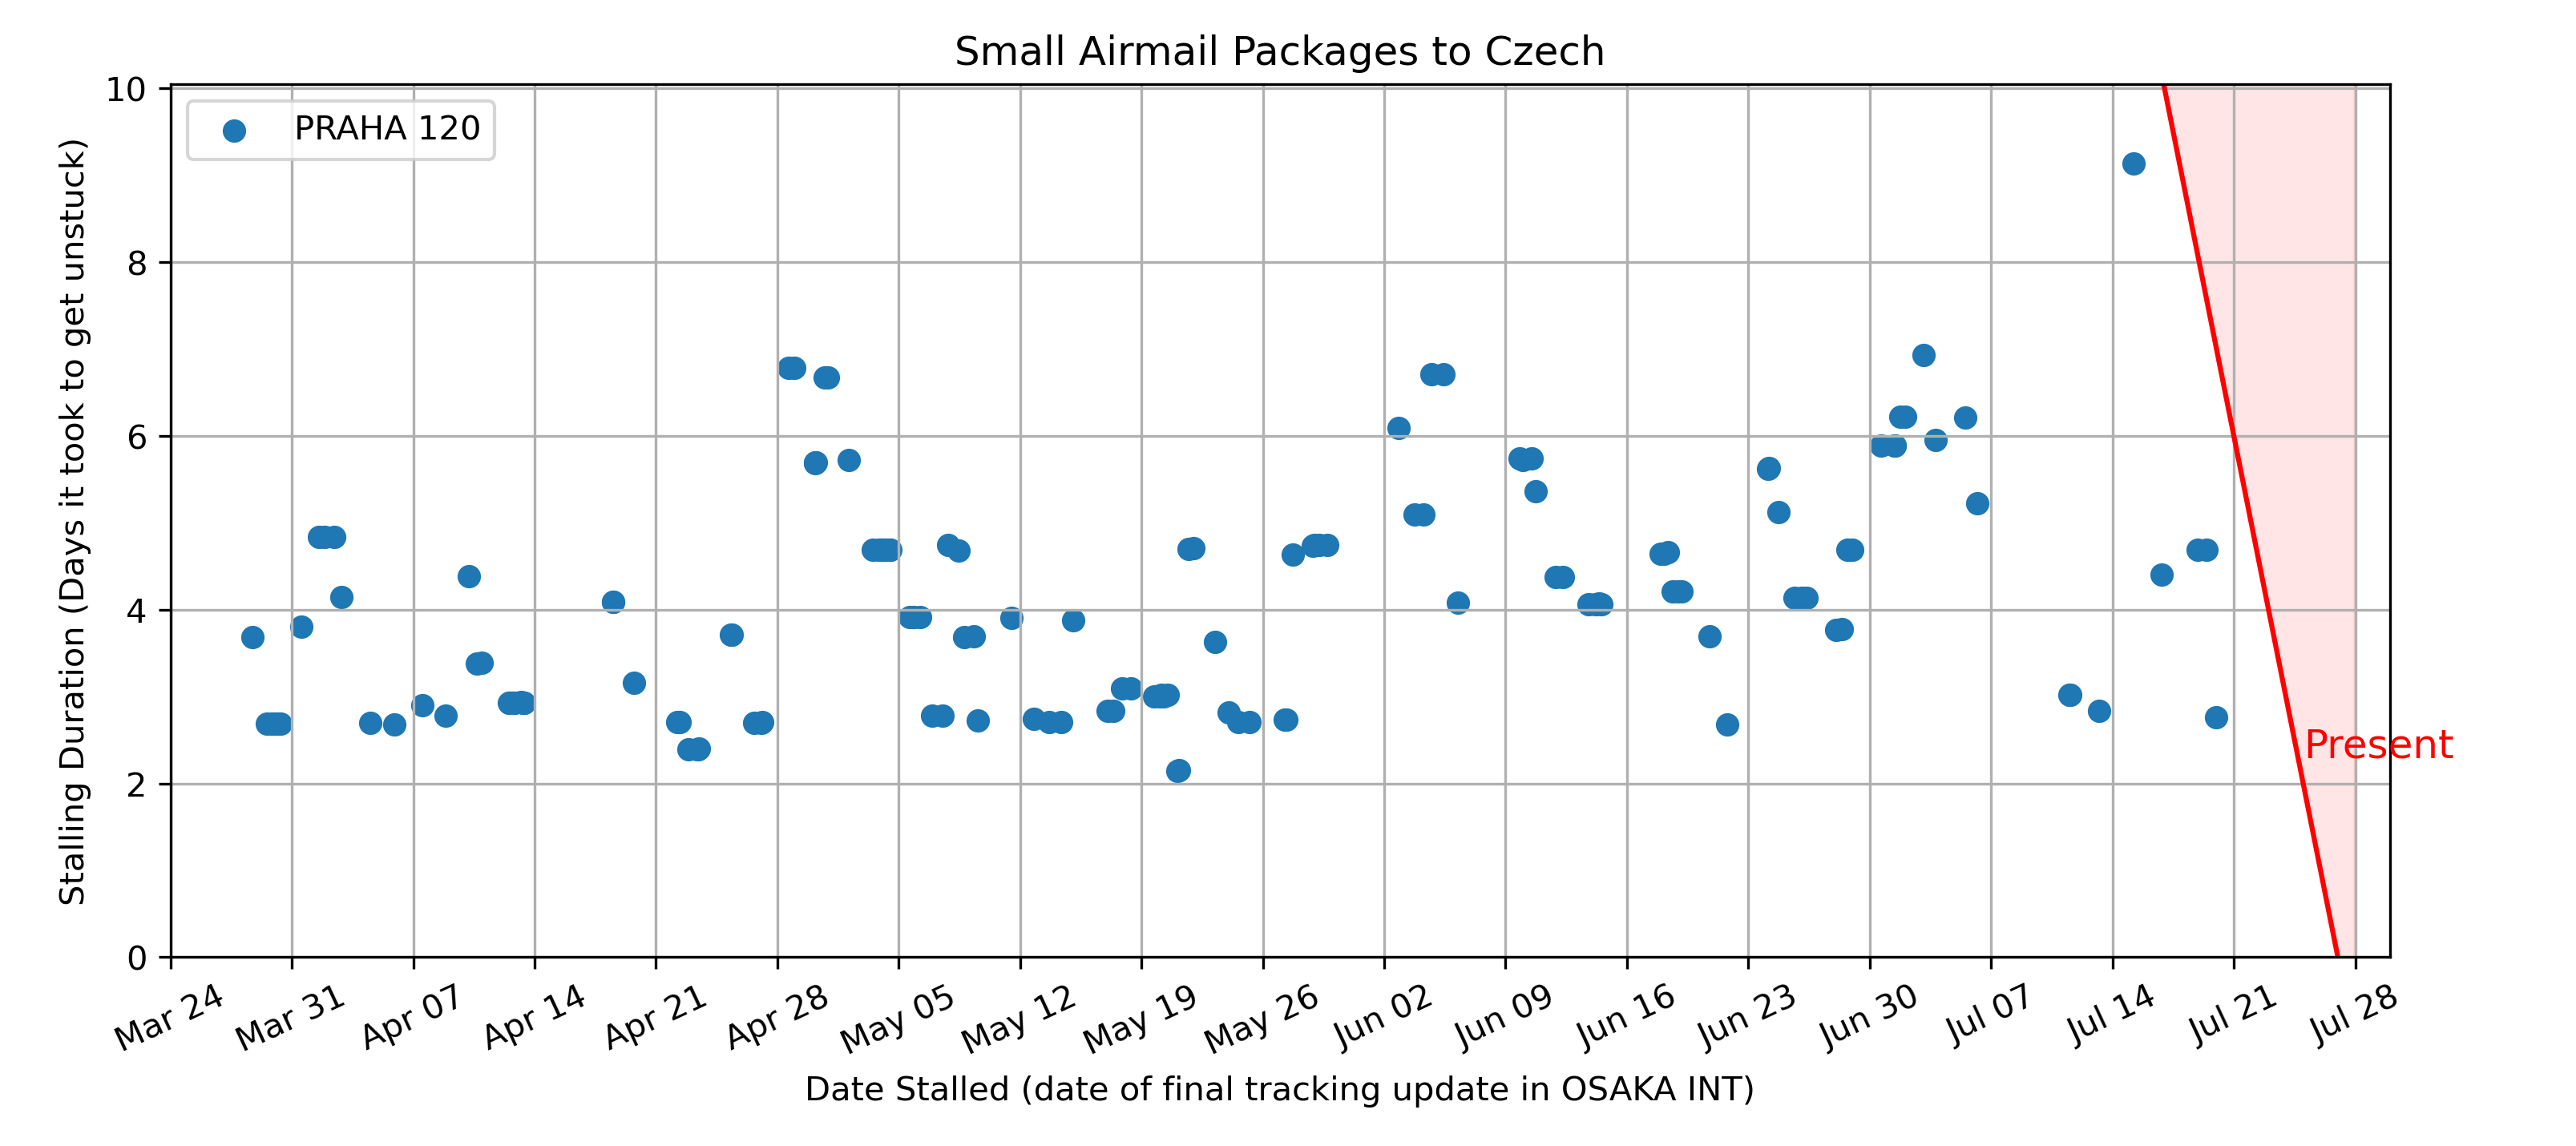 Small Airmail Packages to Czech
PRAHA 120
Stalling Duration (Days it took to get unstuck)
10
8
6
4
2
0
Present
Mar 24
Mar 31
Apr 07
Apr 14
Apr 21
Apr 28
May 05
May 12
May 19
May 26
Jun 02
Jun 09
Jun 16
Jun 23
Jun 30
Jul 07
Jul 14
Jul 21
Jul 28
Date Stalled (date of final tracking update in OSAKA INT)